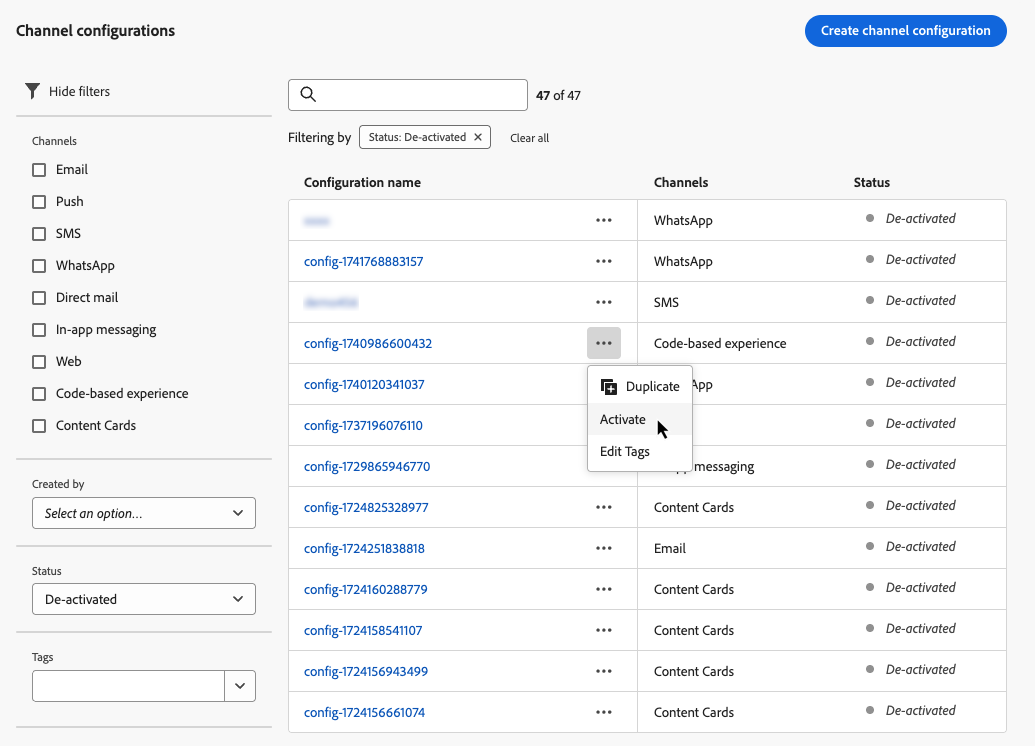 Channel configurations
Create channel configuration
Hide filters
47 of 47
Filtering by Status: De-activated Clear all
Channels
Email
Push
SMS
WhatsApp
Direct mail
In-app messaging
Web
Code-based experience
Content Cards
Created by
Select an option...
Status
De-activated
Tags
Configuration name Channels Status
WhatsApp De-activated
config-1741768883157 WhatsApp De-activated
SMS De-activated
config-1740986600432 Code-based experience De-activated
config-1740120341037 App De-activated
config-1737196076110 De-activated
config-1729865946770 messaging De-activated
Duplicate
Activate
Edit Tags
config-1724825328977 Content Cards De-activated
config-1724251838818 Email De-activated
config-1724160288779 Content Cards De-activated
config-1724158541107 Content Cards De-activated
config-1724156943499 Content Cards De-activated
config-1724156661074 Content Cards De-activated